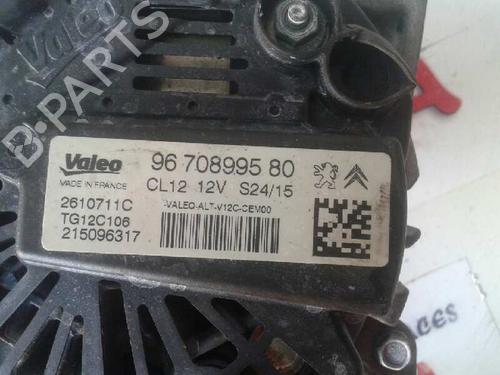 Valeo
B-PARTS
Valeo
96 708995 80
MADE IN FRANCE
CL12 12V S24/15
2610711C
-VALEO-ALT-V12C-CEM00
TG12C106
215096317